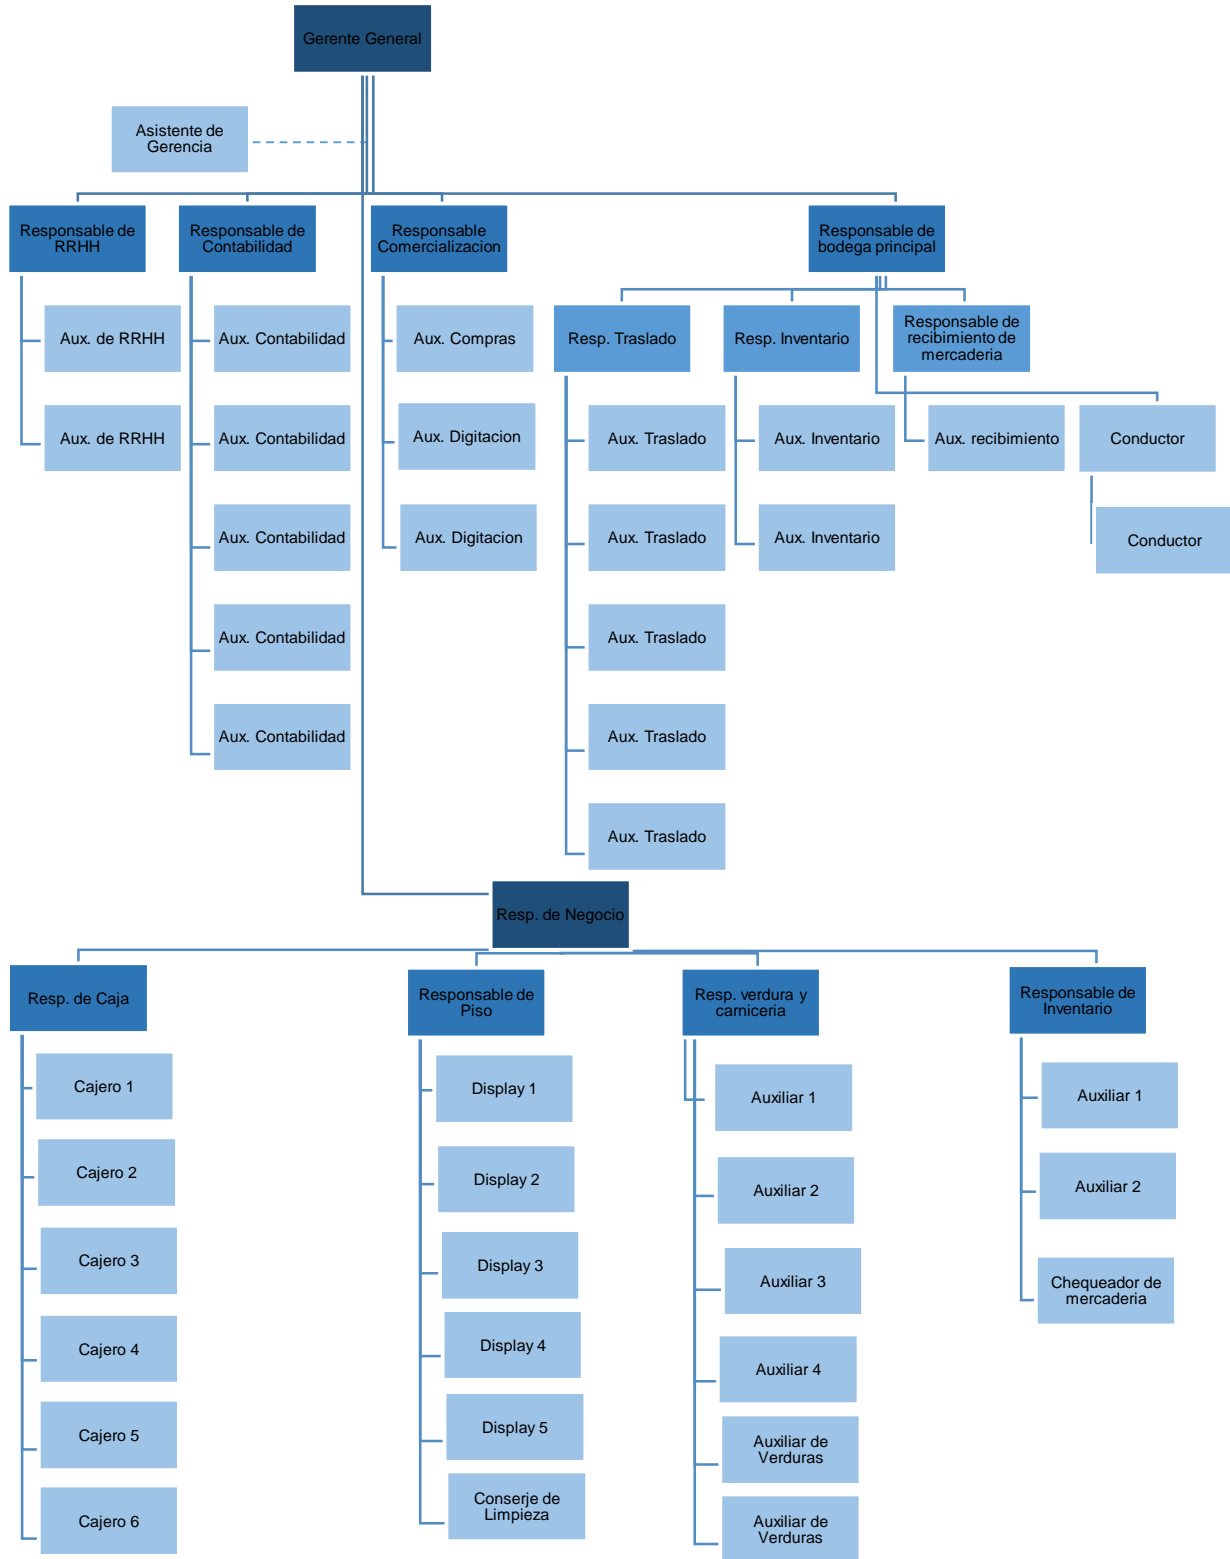 Gerente General
Asistente de
Gerencia
Responsable de
RRHH
Responsable de
Contabilidad
Responsable
Comercializacion
Responsable de
bodega principal
Aux. de RRHH
Aux. Contabilidad
Aux. Compras
Resp. Traslado
Resp. Inventario
Responsable de
recibimiento de
mercaderia
Aux. de RRHH
Aux. Contabilidad
Aux. Digitacion
Aux. Traslado
Aux. Inventario
Aux. recibimiento
Conductor
Aux. Contabilidad
Aux. Digitacion
Aux. Traslado
Aux. Inventario
Conductor
Aux. Contabilidad
Aux. Traslado
Aux. Contabilidad
Aux. Traslado
Aux. Traslado
Resp. de Negocio
Resp. de Caja
Responsable de
Piso
Resp. verdura y
carniceria
Responsable de
Inventario
Cajero 1
Display 1
Auxiliar 1
Auxiliar 1
Cajero 2
Display 2
Auxiliar 2
Auxiliar 2
Cajero 3
Display 3
Auxiliar 3
Chequeador de
mercaderia
Cajero 4
Display 4
Auxiliar 4
Cajero 5
Display 5
Auxiliar de
Verduras
Cajero 6
Conserje de
Limpieza
Auxiliar de
Verduras